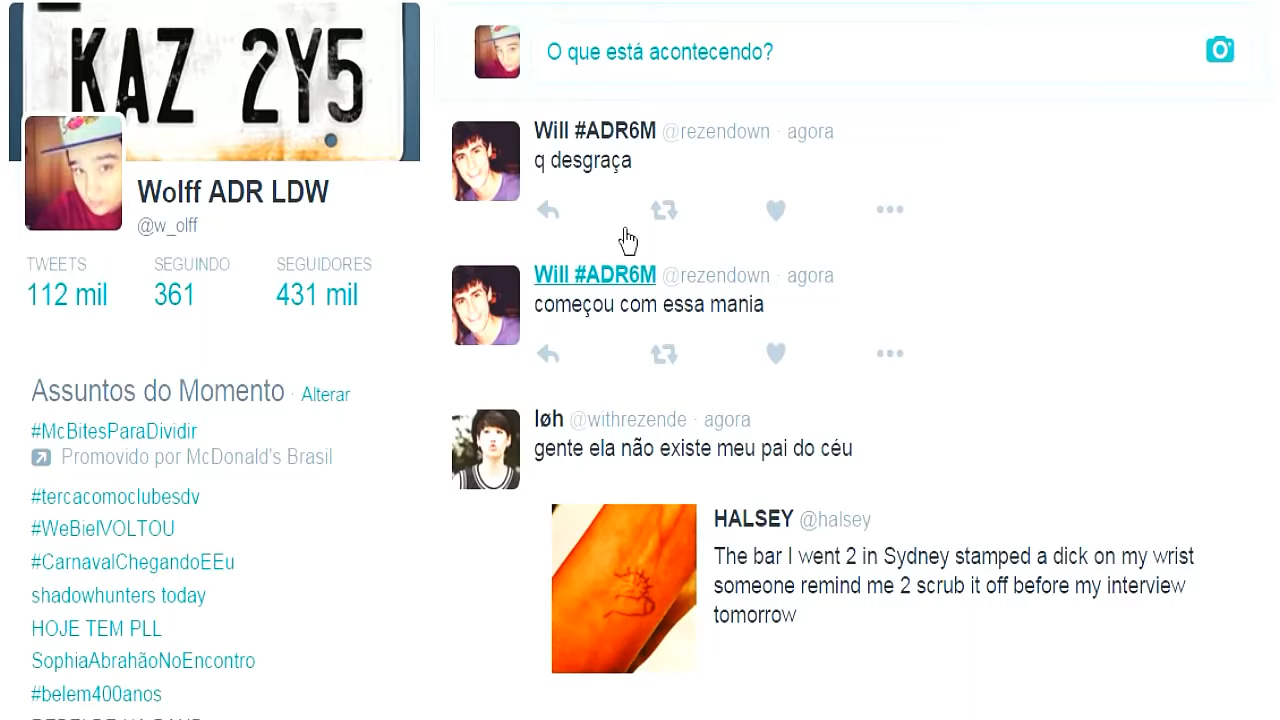 KAZ 2Y5
Wolff ADR LDW
@w_olff
TWEETS SEGUINDO SEGUIDORES
112 mil 361 431 mil
Assuntos do Momento · Alterar
#McBitesParaDividir
Promovido por McDonald's Brasil
#tercacomoclubesdv
#WeBielVOLTOU
#CarnavalChegandoEEu
shadowhunters today
HOJE TEM PLL
SophiaAbrahãoNoEncontro
#belem400anos
O que está acontecendo?
Will #ADR6M @rezendown · agora
q desgraça
Will #ADR6M @rezendown · agora
começou com essa mania
løh @withrezende · agora
gente ela não existe meu pai do céu
HALSEY @halsey
The bar I went 2 in Sydney stamped a dick on my wrist
someone remind me 2 scrub it off before my interview
tomorrow